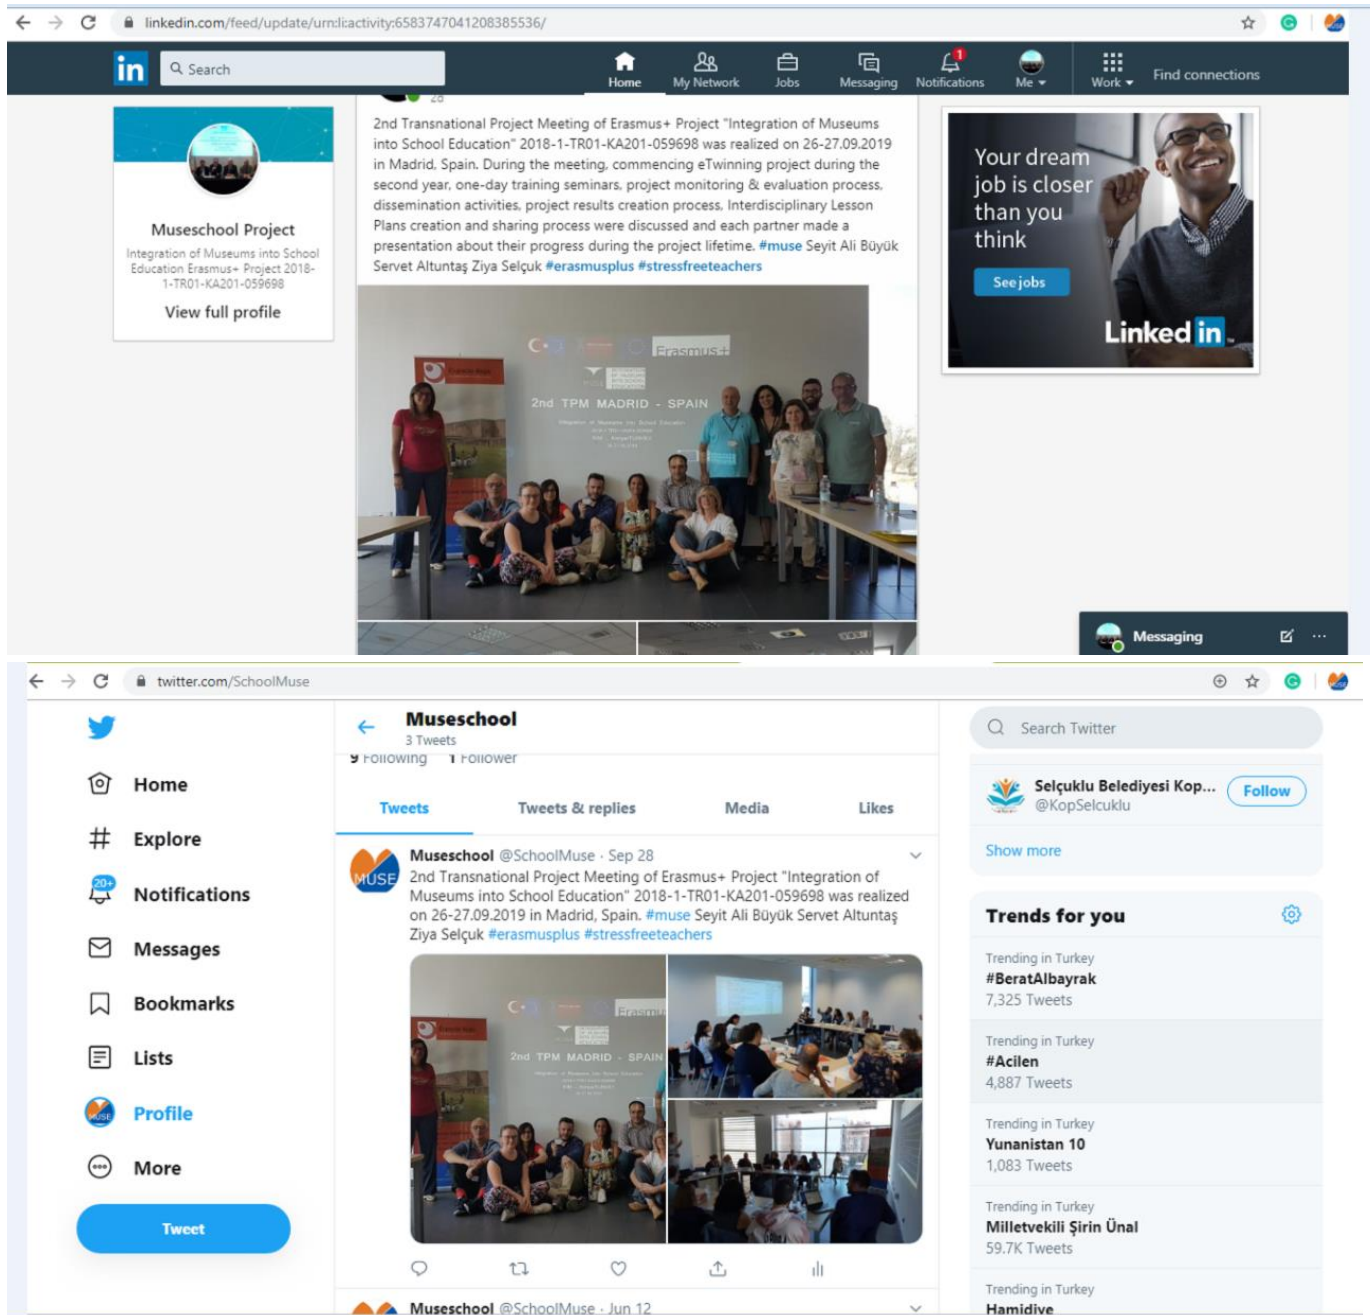 linkedin.com/feed/update/urn:li:activity:6583747041208385536/
in
Search
Home
My Network
Jobs
Messaging
1
Notifications
Me
Work
Find connections
28
2nd Transnational Project Meeting of Erasmus+ Project "Integration of Museums
into School Education" 2018-1-TR01-KA201-059698 was realized on 26-27.09.2019
in Madrid, Spain. During the meeting, commencing eTwinning project during the
second year, one-day training seminars, project monitoring & evaluation process,
dissemination activities, project results creation process, Interdisciplinary Lesson
Plans creation and sharing process were discussed and each partner made a
presentation about their progress during the project lifetime. #muse Seyit Ali Büyük
Servet Altuntaş Ziya Selçuk #erasmusplus #stressfreeteachers
Museschool Project
Integration of Museums into School
Education Erasmus+ Project 2018-
1-TR01-KA201-059698
View full profile
Erasmus+
2nd TPM MADRID - SPAIN
Your dream
job is closer
than you
think
See jobs
Linked in
Messaging
twitter.com/SchoolMuse
Home
Explore
20+
Notifications
Messages
Bookmarks
Lists
Profile
More
Tweet
Museschool
3 Tweets
9 Following 1 Follower
Tweets
Tweets & replies
Media
Likes
MUSE
Museschool @SchoolMuse · Sep 28
2nd Transnational Project Meeting of Erasmus+ Project "Integration of
Museums into School Education" 2018-1-TR01-KA201-059698 was realized
on 26-27.09.2019 in Madrid, Spain. #muse Seyit Ali Büyük Servet Altuntaş
Ziya Selçuk #erasmusplus #stressfreeteachers
2nd TPM MADRID - SPAIN
Museschool @SchoolMuse · Jun 12
Search Twitter
Selçuklu Belediyesi Kop...
@KopSelcuklu
Follow
Show more
Trends for you
Trending in Turkey
#BeratAlbayrak
7,325 Tweets
Trending in Turkey
#Acilen
4,887 Tweets
Trending in Turkey
Yunanistan 10
1,083 Tweets
Trending in Turkey
Milletvekili Şirin Ünal
59.7K Tweets
Trending in Turkey
Hamidiye